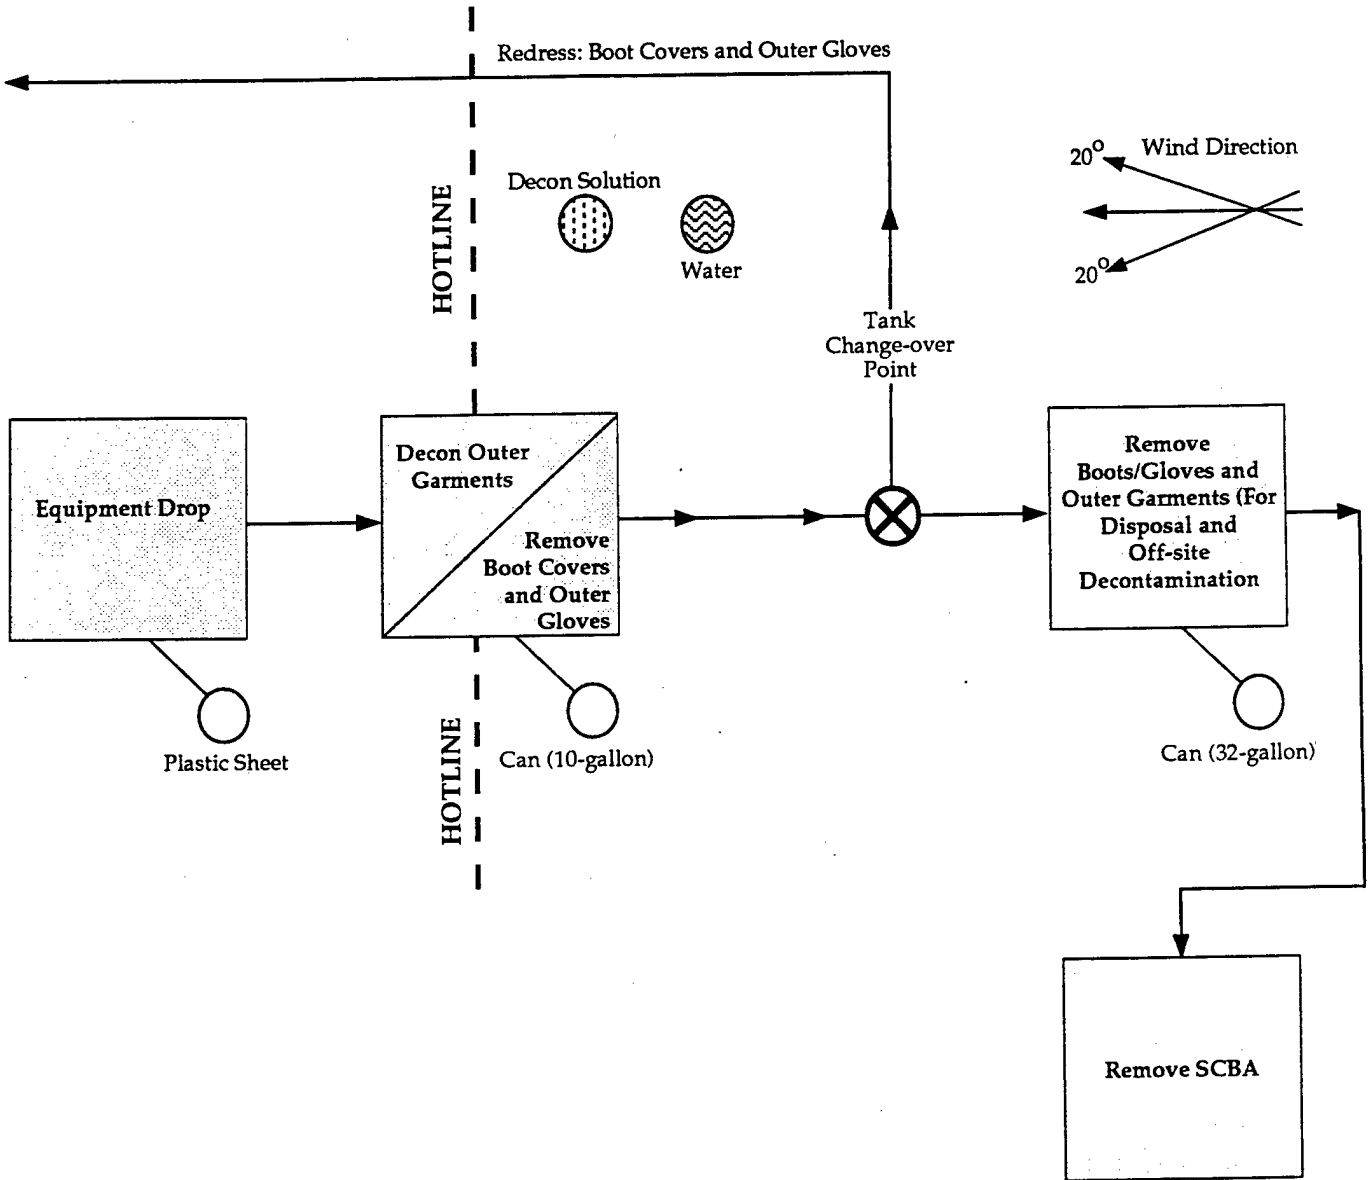 Redress: Boot Covers and Outer Gloves
20° Wind Direction
20°
Decon Solution
Water
HOTLINE
Tank
Change-over
Point
Equipment Drop
Decon Outer
Garments
Remove
Boot Covers
and Outer
Gloves
Remove
Boots/Gloves and
Outer Garments (For
Disposal and
Off-site
Decontamination
Plastic Sheet
HOTLINE
Can (10-gallon)
Can (32-gallon)
Remove SCBA